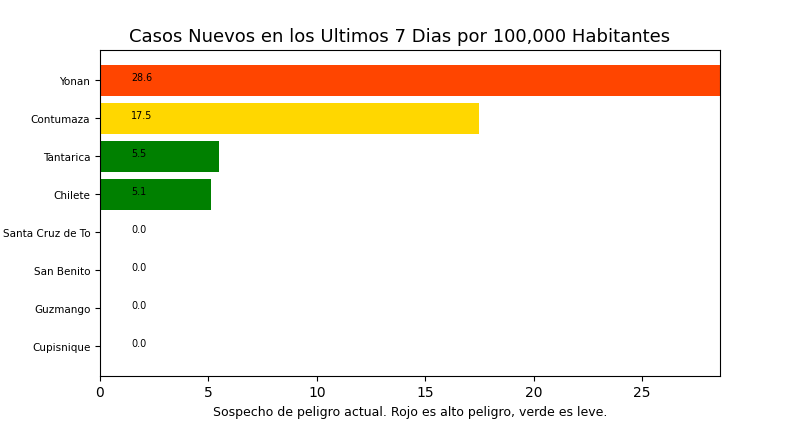 Casos Nuevos en los Ultimos 7 Dias por 100,000 Habitantes
Yonan 28.6
Contumaza 17.5
Tantarica 5.5
Chilete 5.1
Santa Cruz de To 0.0
San Benito 0.0
Guzmango 0.0
Cupisnique 0.0
0 5 10 15 20 25
Sospecho de peligro actual. Rojo es alto peligro, verde es leve.